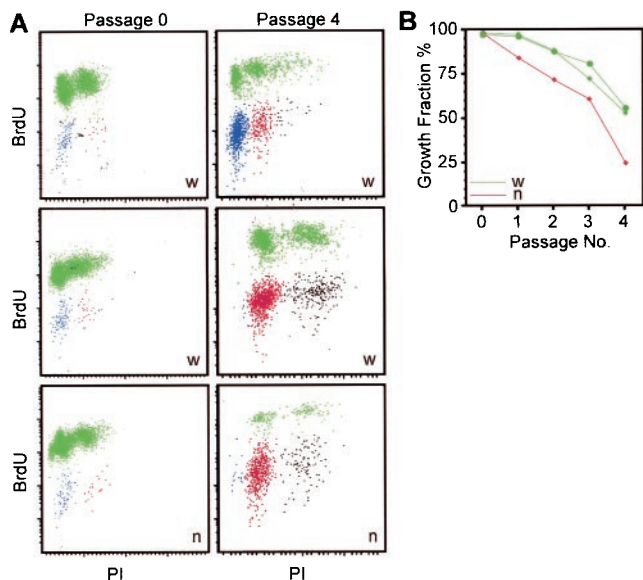 A
Passage 0
Passage 4
BrdU
w
w
BrdU
w
w
BrdU
n
n
PI
PI
B
Growth Fraction %
100
75
50
25
0
w
n
0 1 2 3 4
Passage No.